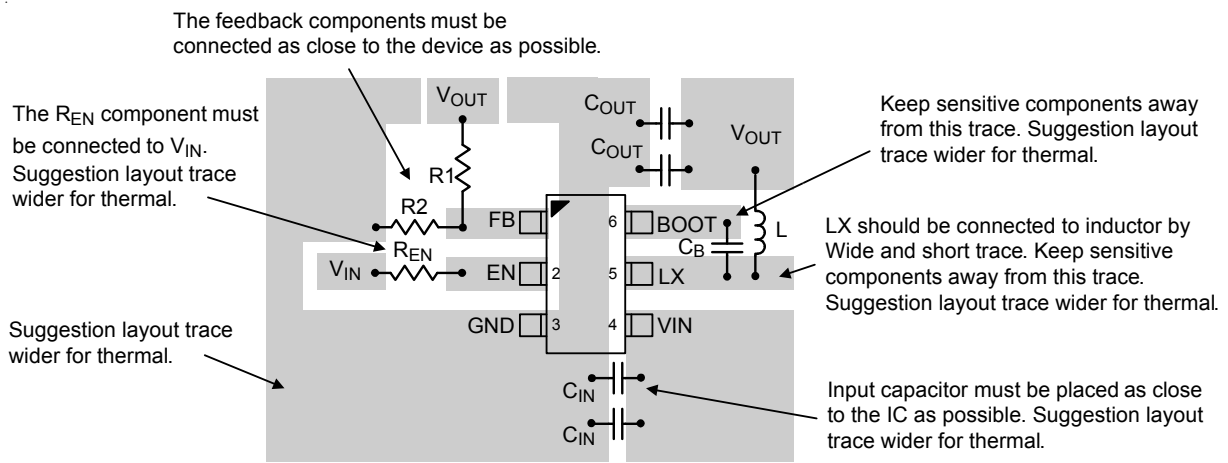 The feedback components must be
connected as close to the device as possible.
The REN component must
be connected to VIN.
Suggestion layout trace
wider for thermal.
Suggestion layout trace
wider for thermal.
VOUT
R1
R2
REN
VIN
FB
EN
2
GND
3
6
BOOT
5
LX
4
VIN
COUT
COUT
VOUT
CB
L
CIN
CIN
Keep sensitive components away
from this trace. Suggestion layout
trace wider for thermal.
LX should be connected to inductor by
Wide and short trace. Keep sensitive
components away from this trace.
Suggestion layout trace wider for thermal.
Input capacitor must be placed as close
to the IC as possible. Suggestion layout
trace wider for thermal.